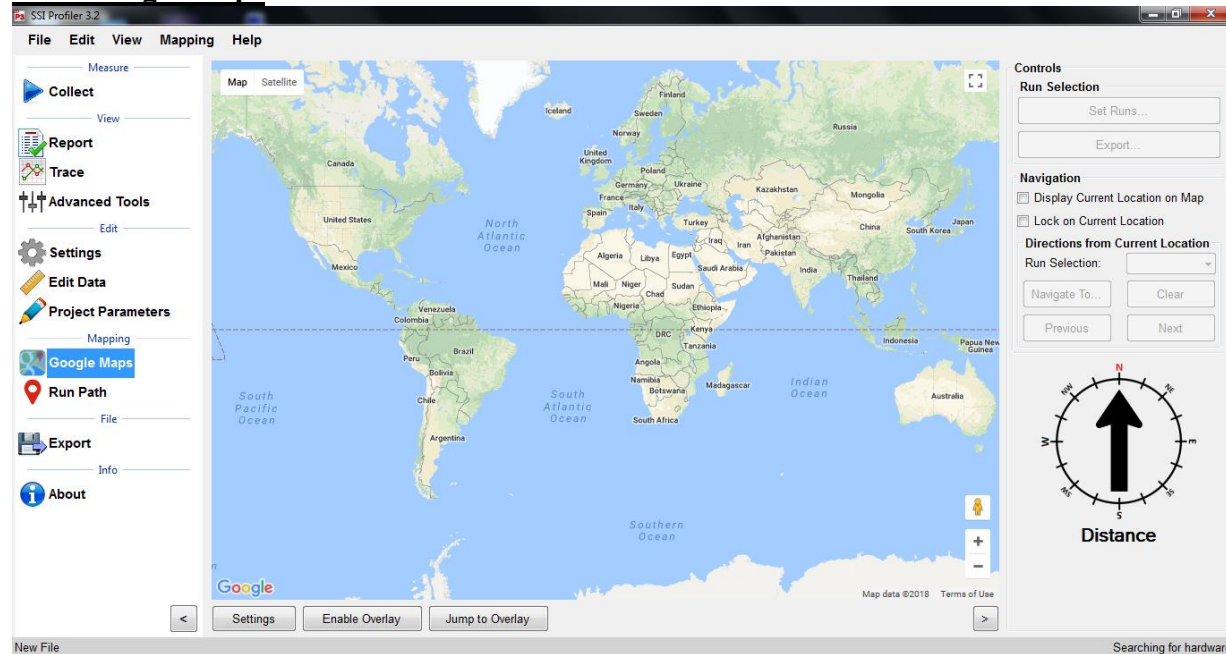 SSI Profiler 3.2
File Edit View Mapping Help
Measure
Collect
View
Report
Trace
Advanced Tools
Edit
Settings
Edit Data
Project Parameters
Mapping
Google Maps
Run Path
File
Export
Info
About
<
Map Satellite
Finland
Iceland
Sweden
Russia
Norway
United
Kingdom
Canada
Poland
Germany
Ukraine
Kazakhstan
Mongolia
France
Italy
Spain
Turkey
United States
North
Atlantic
Ocean
China
South Korea
Japan
Iraq
Iran
Afghanistan
Pakistan
Algeria
Libya
Egypt
Saudi Arabia
India
Thailand
Mexico
Mali
Niger
Chad
Sudan
Nigeria
Ethiopia
Venezuela
Colombia
DRC
Kenya
Tanzania
Indonesia
Papua New
Guinea
Peru
Brazil
Angola
Bolivia
Namibia
Botswana
Madagascar
Indian
Ocean
South
Pacific
Ocean
Chile
South
Atlantic
Ocean
South Africa
Australia
Argentina
Southern
Ocean
+
−
Google
Map data ©2018 Terms of Use
Settings Enable Overlay Jump to Overlay >
Controls
Run Selection
Set Runs...
Export...
Navigation
Display Current Location on Map
Lock on Current Location
Directions from Current Location
Run Selection:
Navigate To... Clear
Previous Next
N
NW
NE
W
E
SW
SE
S
Distance
New File
Searching for hardwar